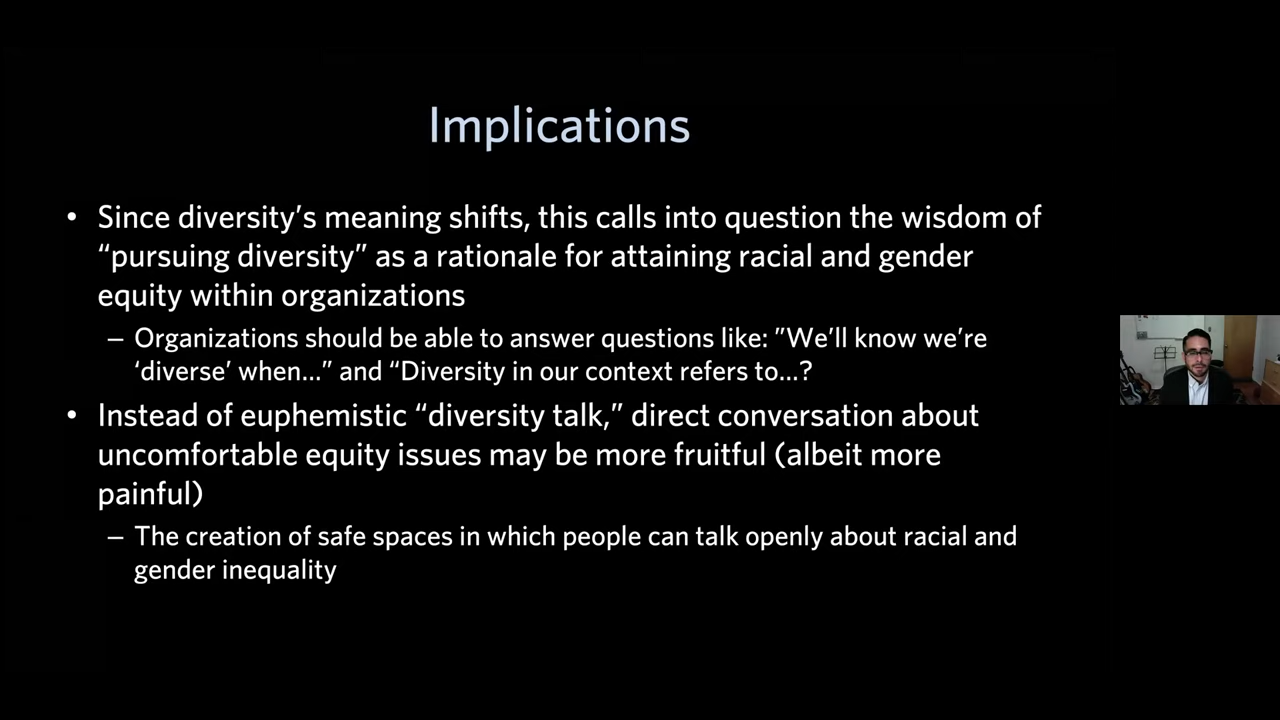 Implications
• Since diversity’s meaning shifts, this calls into question the wisdom of
“pursuing diversity” as a rationale for attaining racial and gender
equity within organizations
– Organizations should be able to answer questions like: ”We’ll know we’re
‘diverse’ when…” and “Diversity in our context refers to…?
• Instead of euphemistic “diversity talk,” direct conversation about
uncomfortable equity issues may be more fruitful (albeit more
painful)
– The creation of safe spaces in which people can talk openly about racial and
gender inequality